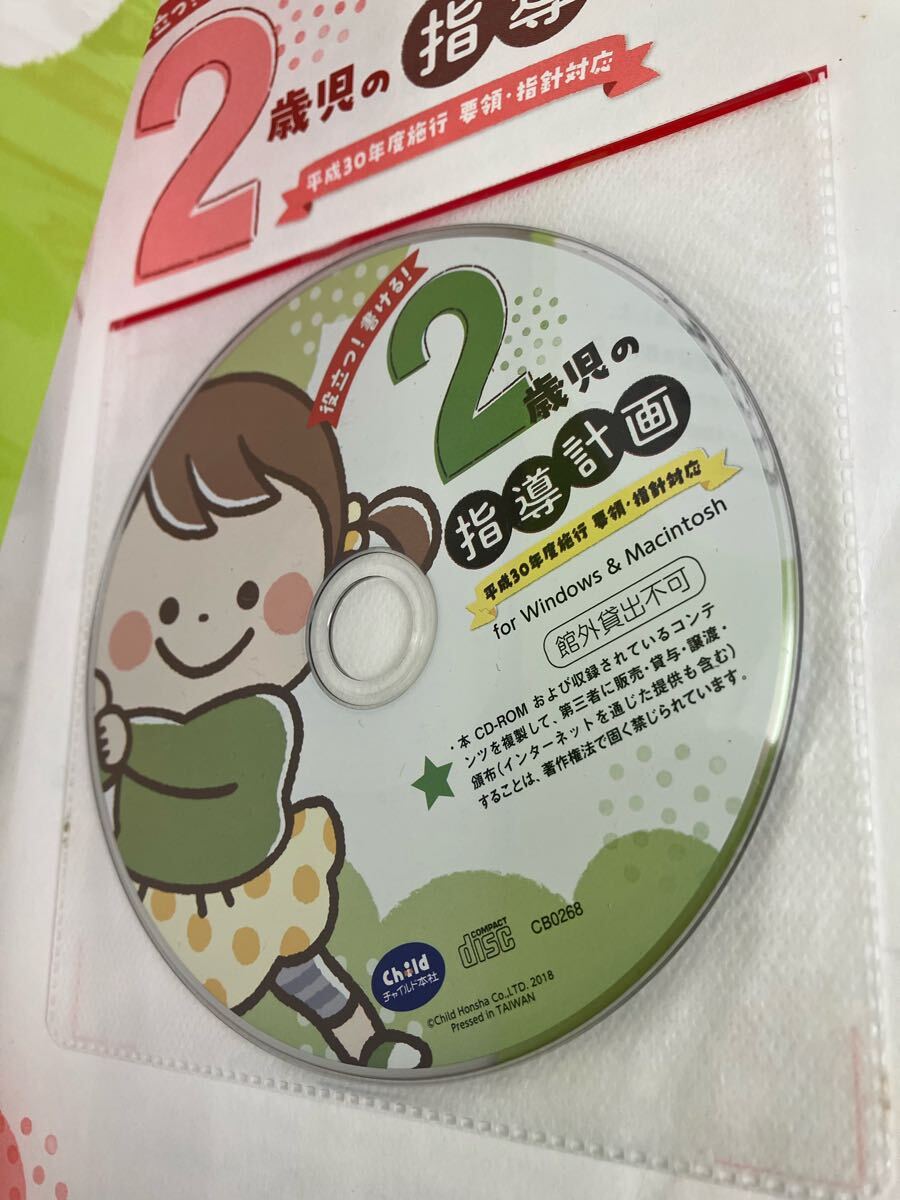 立つ!
2歳児の 指導
平成30年度施行 要領・指針対応
役立つ! 書ける!
2歳児の
指導計画
平成30年度施行 要領・指針対応
for Windows & Macintosh
館外貸出不可
・本 CD-ROM および収録されているコンテ
ンツを複製して、第三者に販売・貸与・譲渡・
頒布(インターネットを通じた提供も含む)
することは、著作権法で固く禁じられています。
Child
チャイルド本社
COMPACT
disc
CB0268
©Child Honsha Co.,LTD. 2018
Pressed in TAIWAN